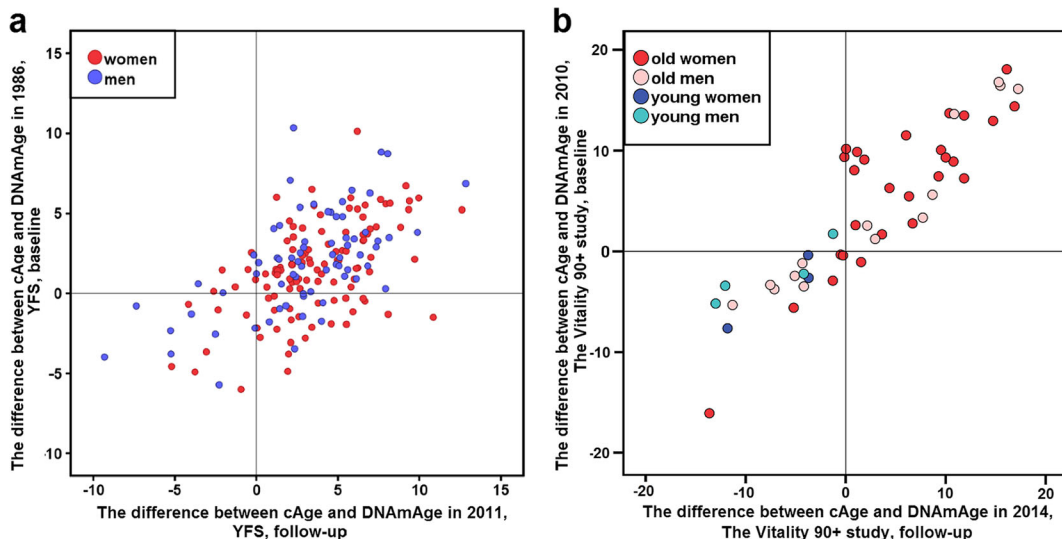 a
women
men
The difference between cAge and DNAmAge in 1986,
YFS, baseline
15
10
5
0
-5
-10
-10
-5
0
5
10
15
The difference between cAge and DNAmAge in 2011,
YFS, follow-up
b
old women
old men
young women
young men
The difference between cAge and DNAmAge in 2010,
The Vitality 90+ study, baseline
20
10
0
-10
-20
-20
-10
0
10
20
The difference between cAge and DNAmAge in 2014,
The Vitality 90+ study, follow-up